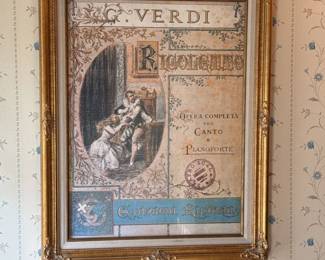 G. VERDI
RIGOLETTO
OPERA COMPLETA
PER
CANTO
E
PIANOFORTE
EDIZIONI RICORDI